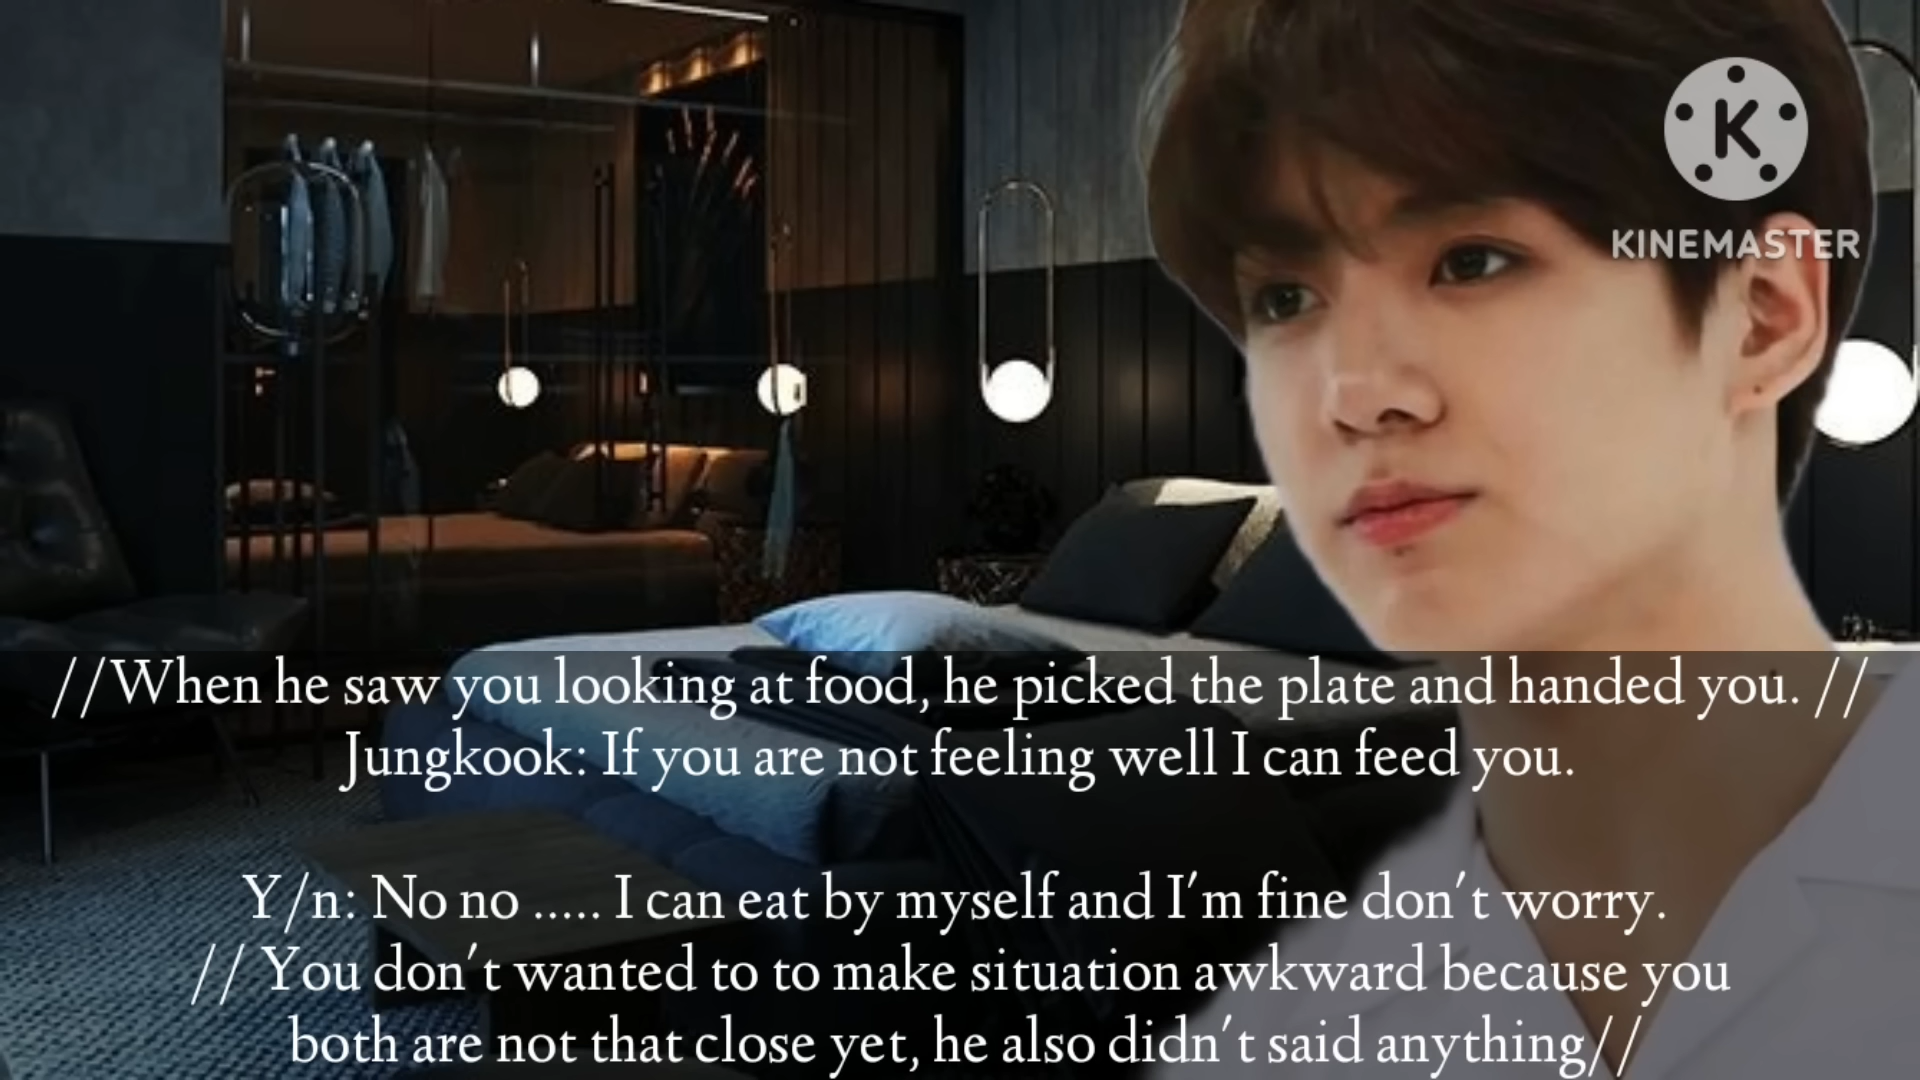 KINEMASTER
//When he saw you looking at food, he picked the plate and handed you. //
Jungkook: If you are not feeling well I can feed you.
Y/n: No no ..... I can eat by myself and I'm fine don't worry.
// You don't wanted to to make situation awkward because you
both are not that close yet, he also didn't said anything//